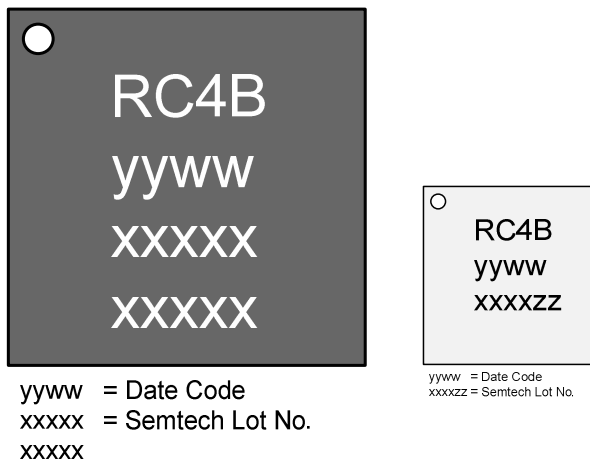 RC4B
yyww
xxxxx
xxxxx
yyww = Date Code
xxxxx = Semtech Lot No.
xxxxx
RC4B
yyww
xxxxzz
yyww = Date Code
xxxxzz = Semtech Lot No.